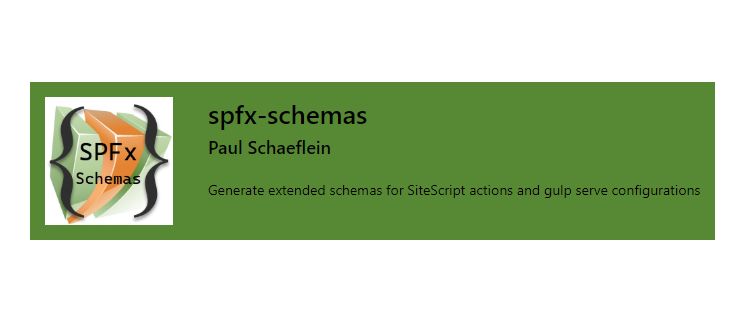 SPFx
Schemas
spfx-schemas
Paul Schaeflein
Generate extended schemas for SiteScript actions and gulp serve configurations